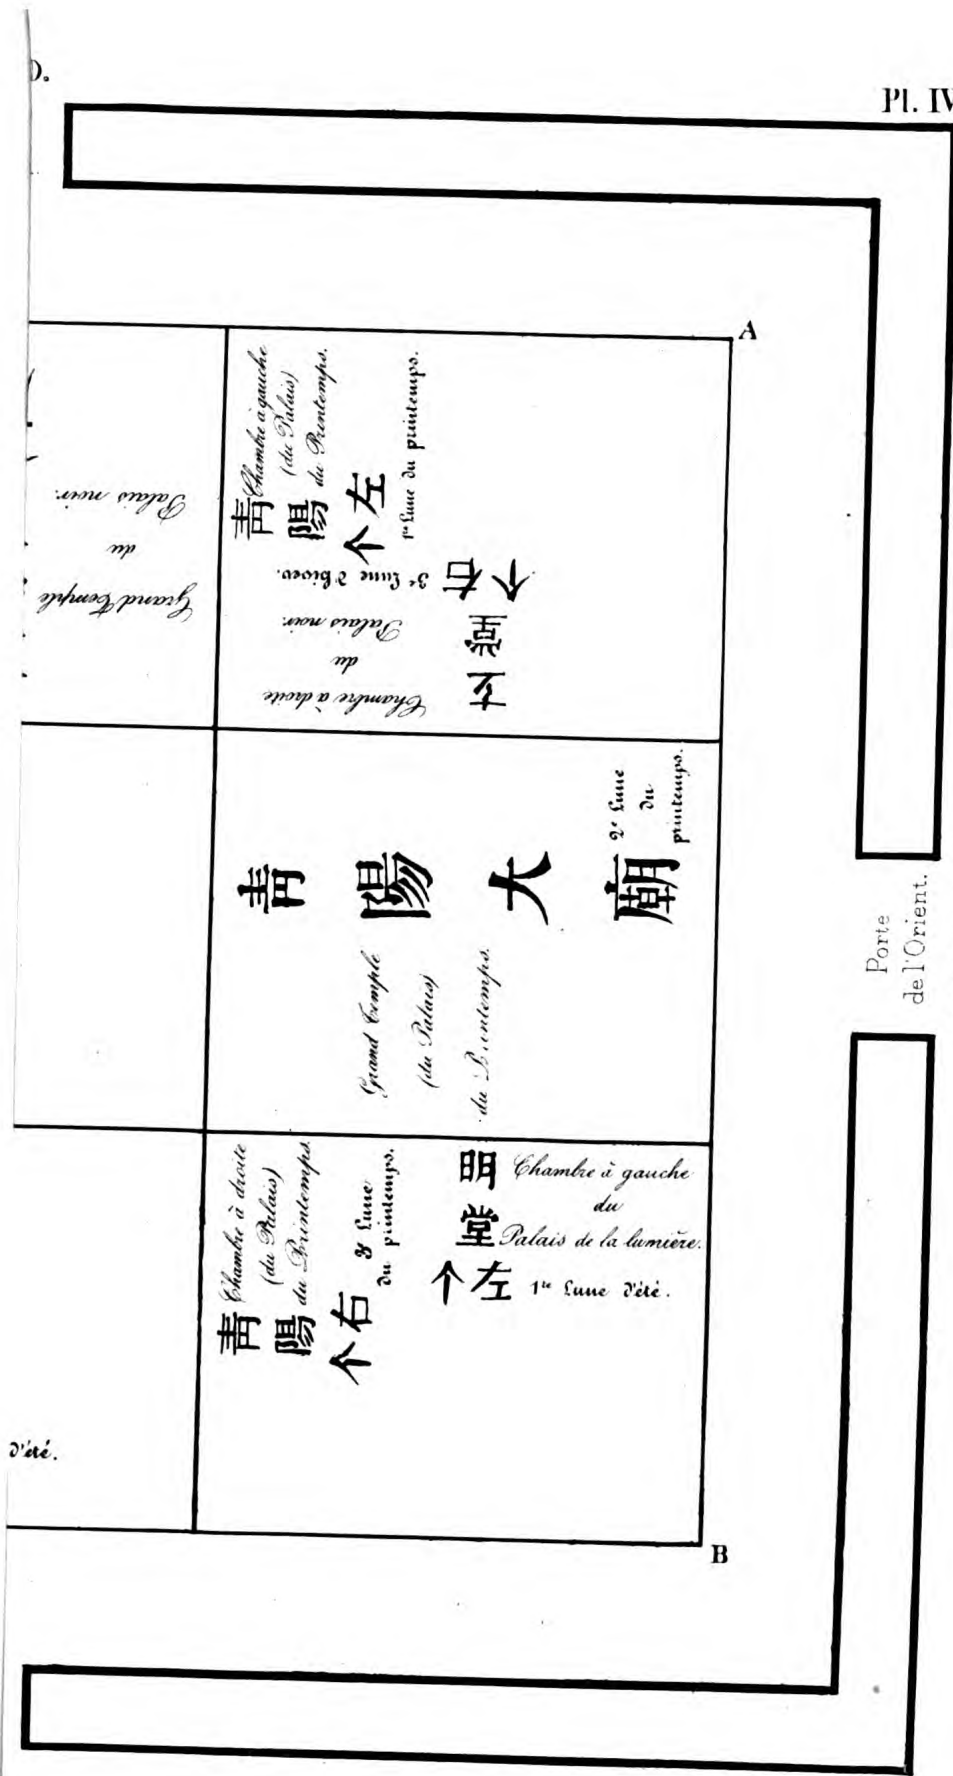 Pl. IV
A
Chambre à gauche
(du Palais)
du Printemps.
青
陽
左个
1re Lune du printemps.
Grand Temple
du
Palais noir.
Chambre à droite
du
Palais noir.
3e Lune d'hiver.
玄
堂
右个
青陽大廟
2e Lune
du
printemps.
Grand Temple
(du Palais)
du Printemps.
Porte
de l'Orient.
Chambre à droite
(du Palais)
du Printemps.
青
陽
右个
3e Lune
du printemps.
明
堂
左个
Chambre à gauche
du
Palais de la lumière.
1re Lune d'été.
d'été.
B